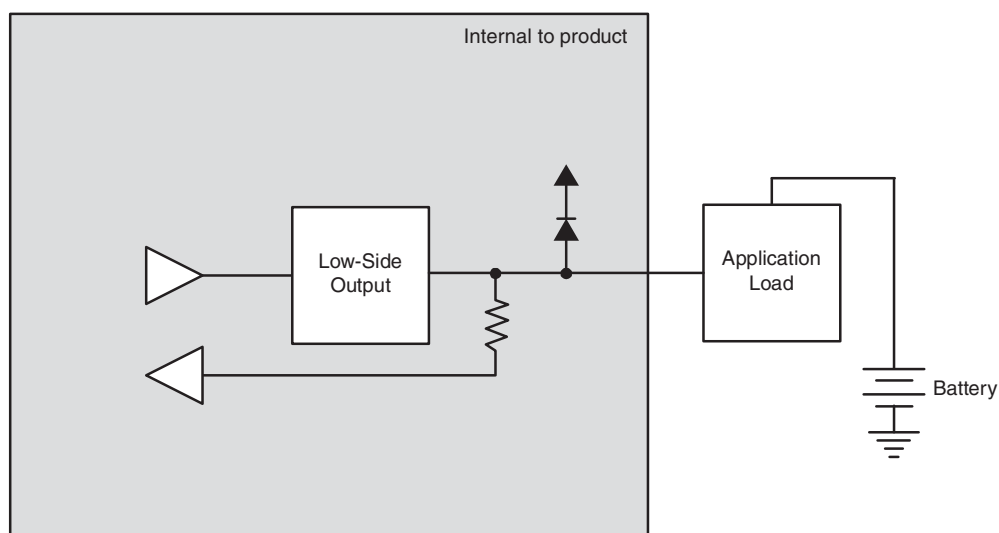 Internal to product
Low-Side
Output
Application
Load
Battery